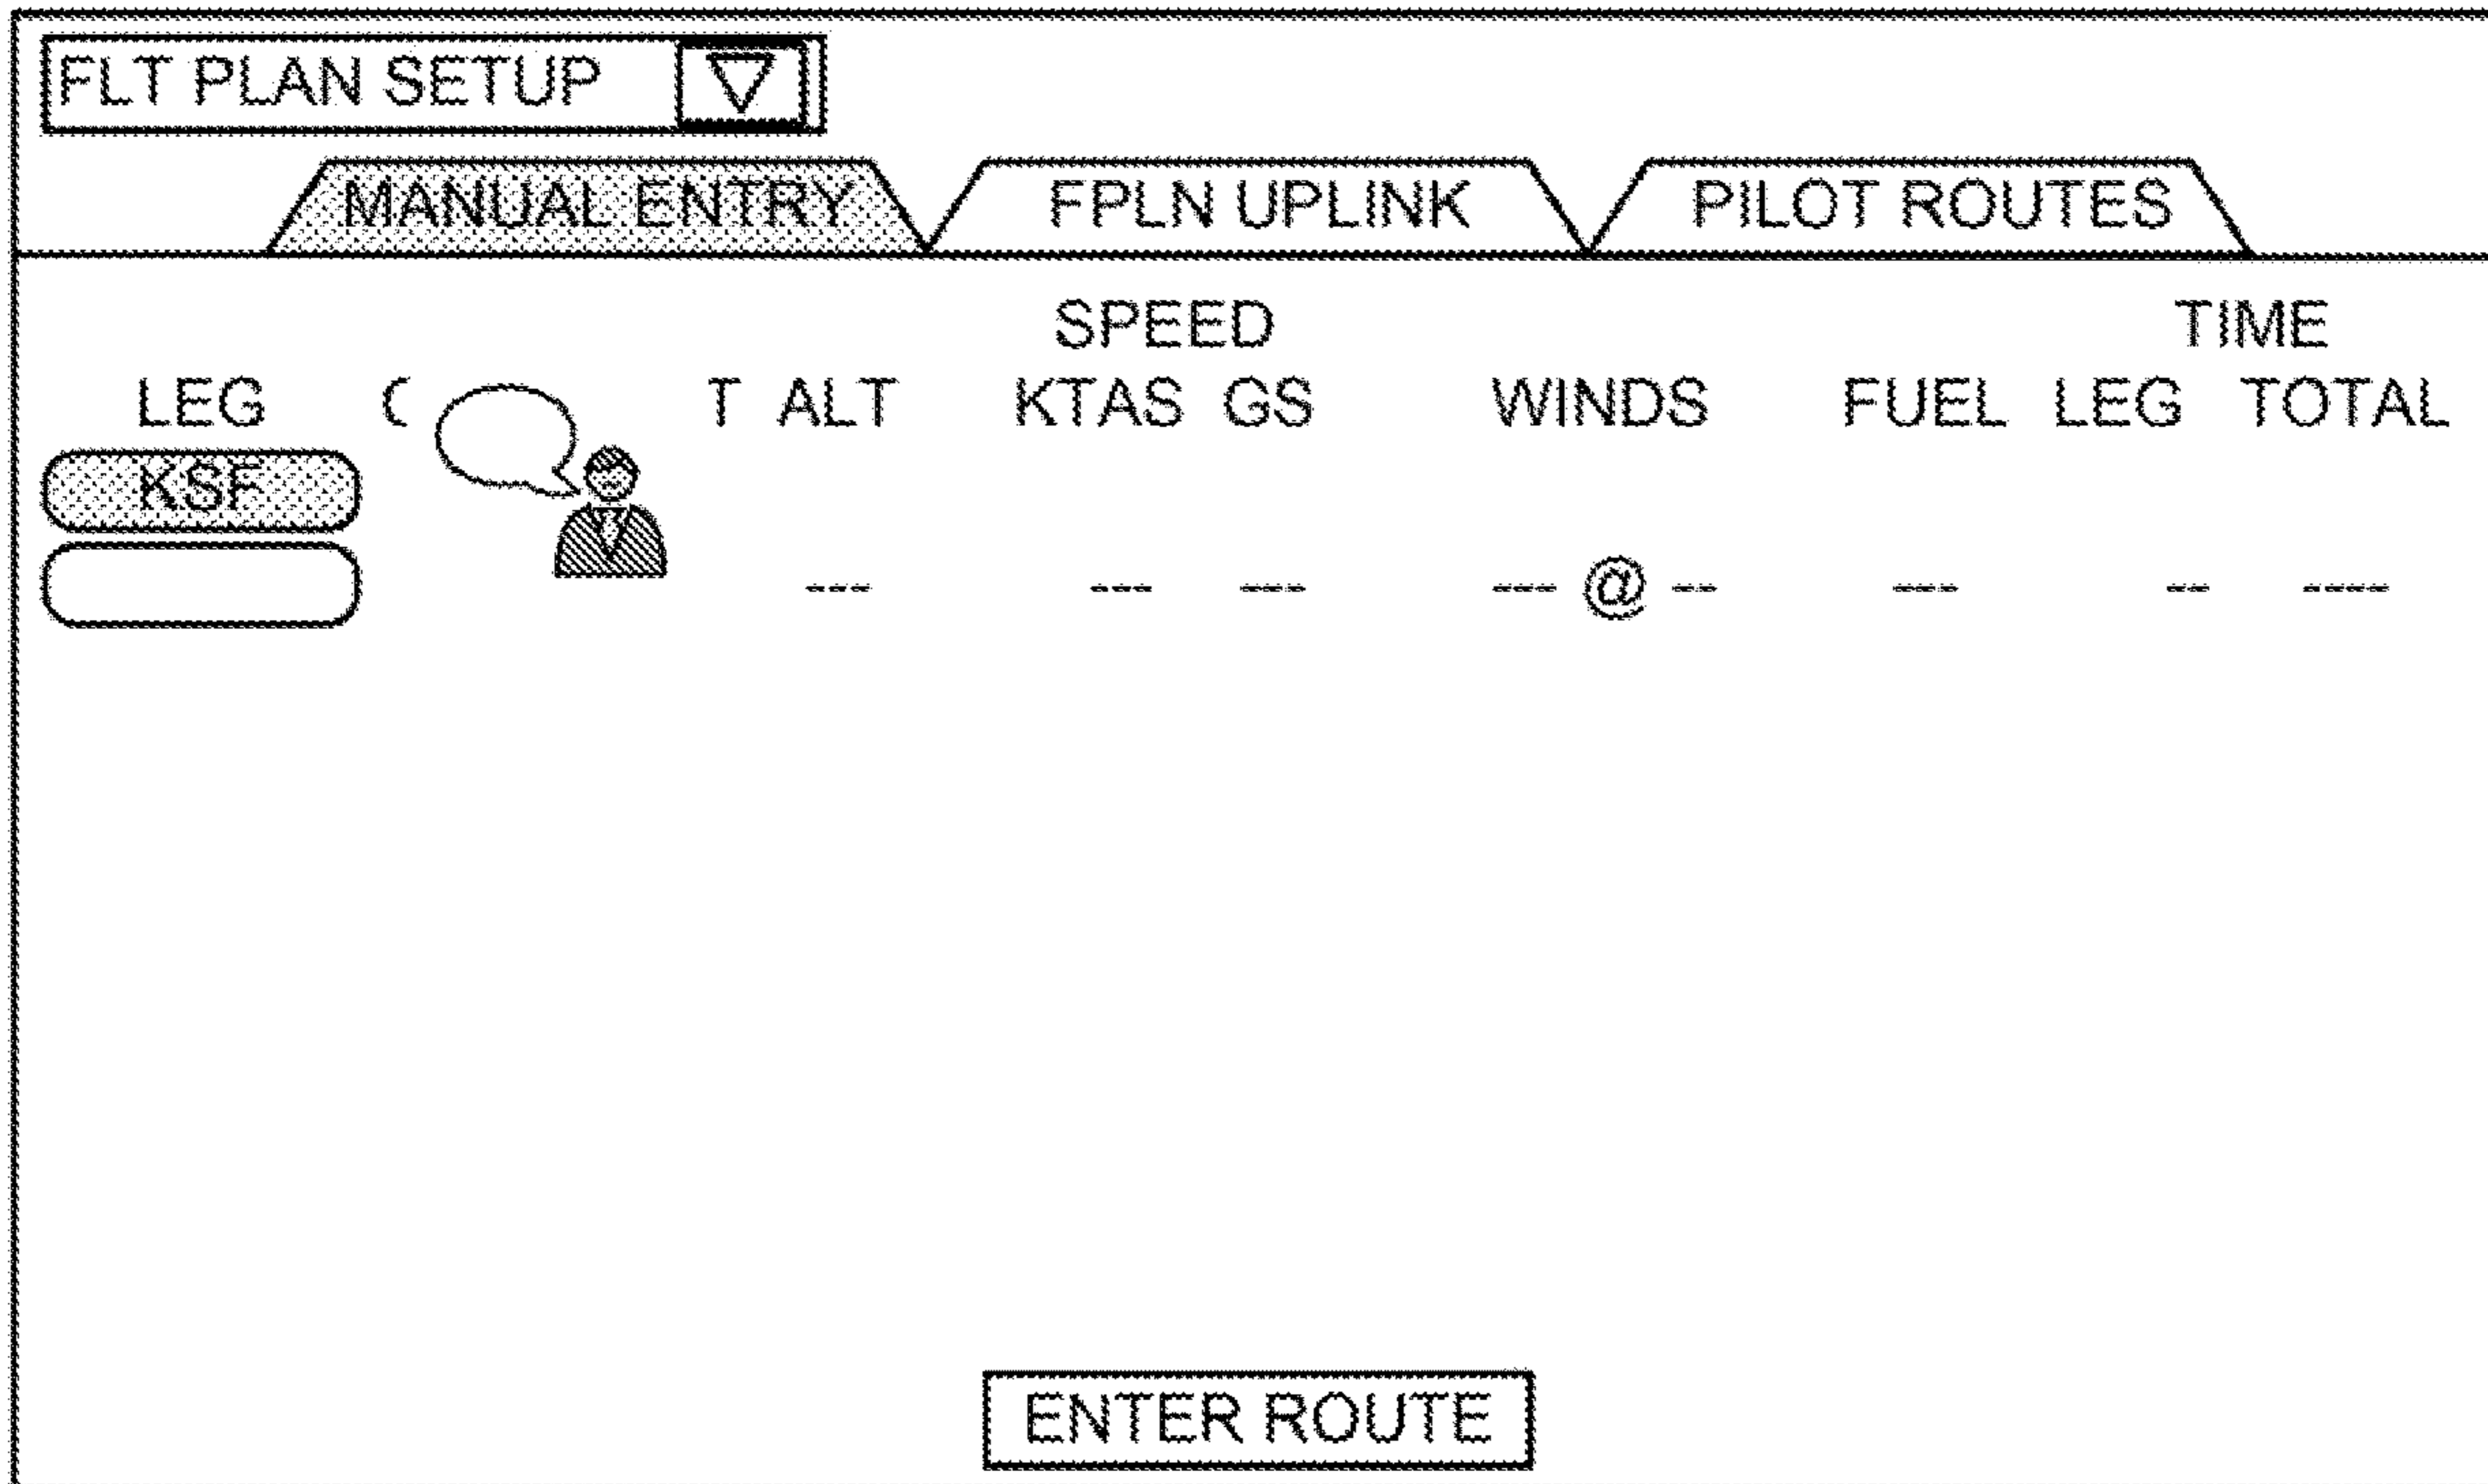 FLT PLAN SETUP
MANUAL ENTRY FPLN UPLINK PILOT ROUTES
SPEED TIME
LEG T ALT KTAS GS WINDS FUEL LEG TOTAL
KSF
--- --- --- --- @ -- --- -- ----
ENTER ROUTE